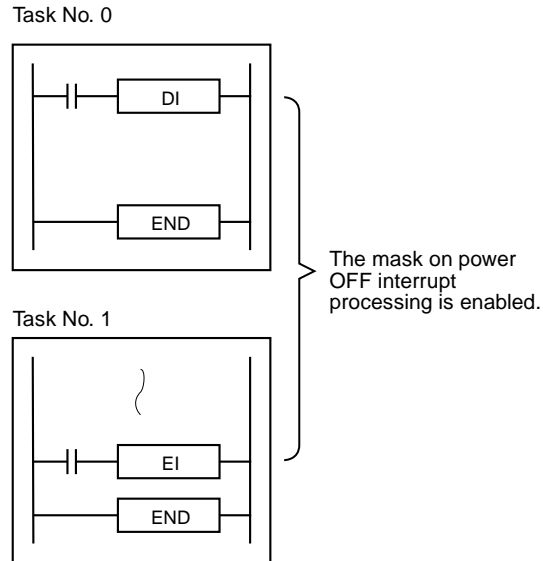 Task No. 0
DI
END
The mask on power
OFF interrupt
processing is enabled.
Task No. 1
EI
END